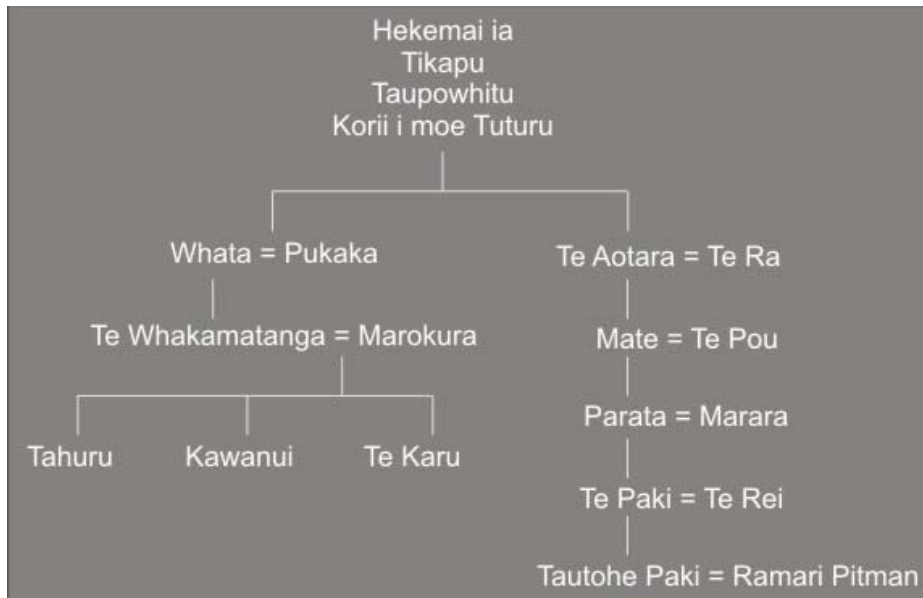 Hekemai ia
Tikapu
Taupowhitu
Korii i moe Tuturu
Whata = Pukaka
Te Aotara = Te Ra
Te Whakamatanga = Marokura
Mate = Te Pou
Parata = Marara
Tahuru
Kawanui
Te Karu
Te Paki = Te Rei
Tautohe Paki = Ramari Pitman